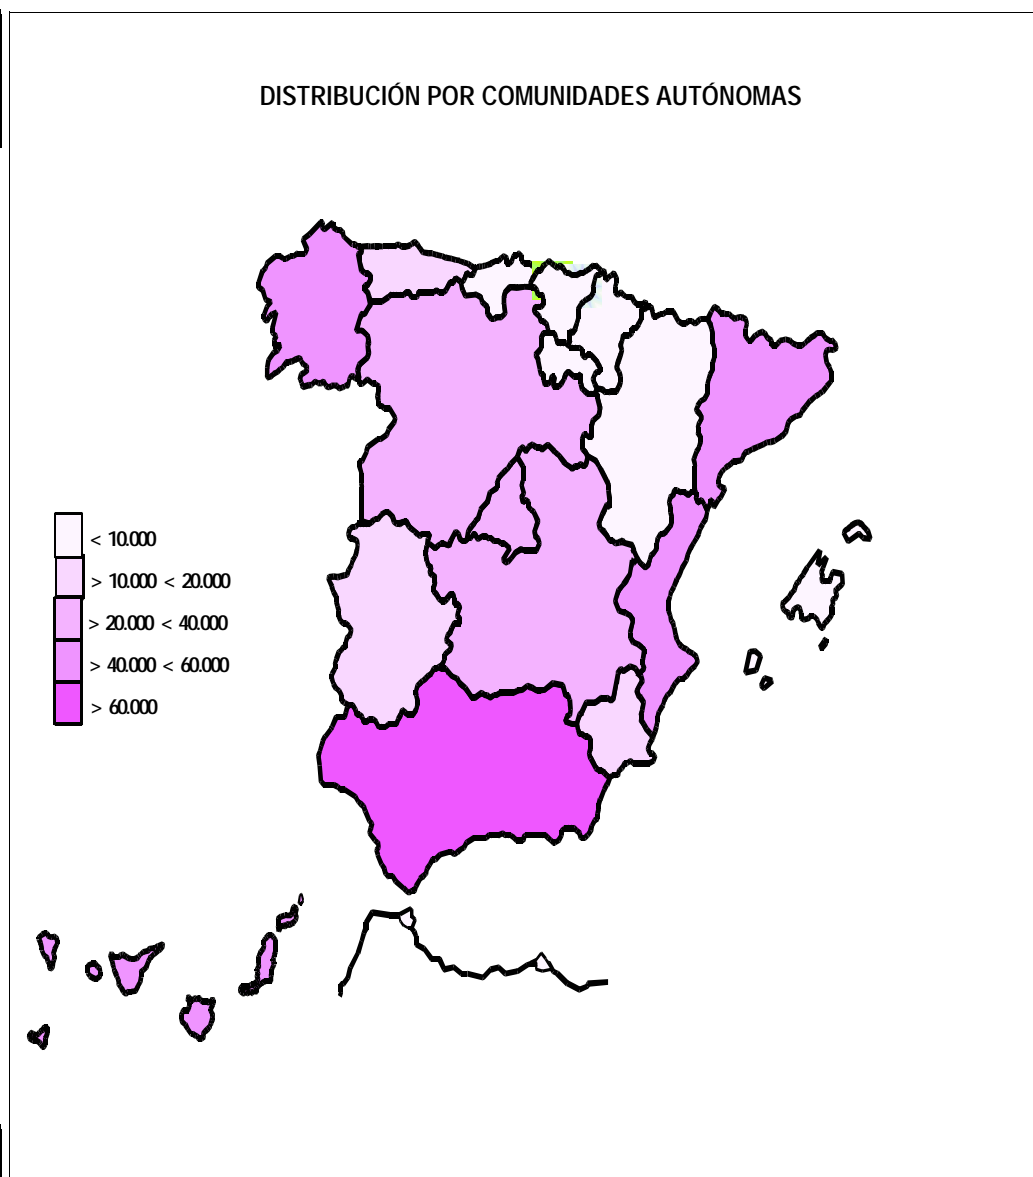 DISTRIBUCIÓN POR COMUNIDADES AUTÓNOMAS
< 10.000
> 10.000 < 20.000
> 20.000 < 40.000
> 40.000 < 60.000
> 60.000